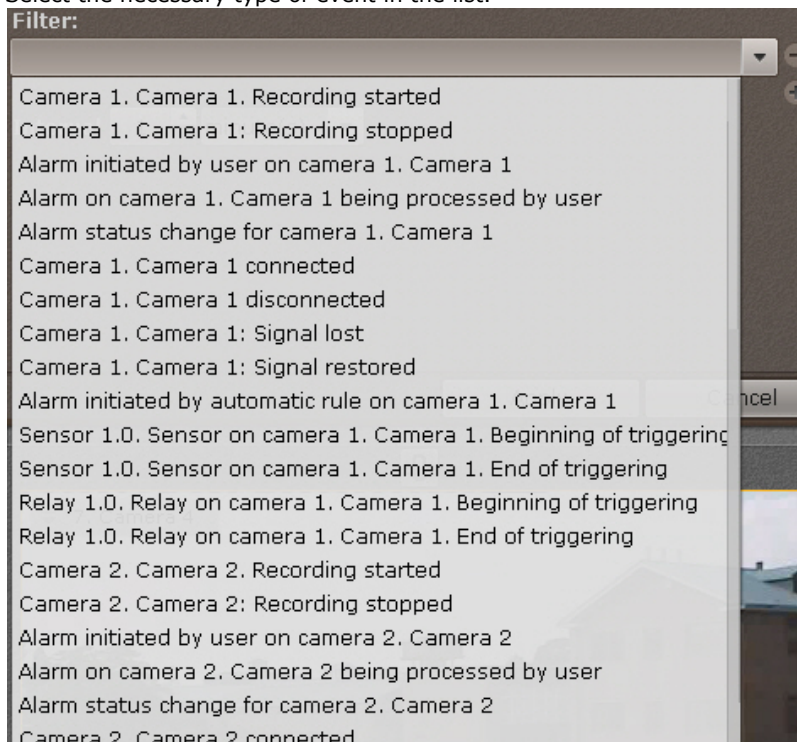 Select the necessary type of event in the list.
Filter:
Camera 1. Camera 1. Recording started
Camera 1. Camera 1: Recording stopped
Alarm initiated by user on camera 1. Camera 1
Alarm on camera 1. Camera 1 being processed by user
Alarm status change for camera 1. Camera 1
Camera 1. Camera 1 connected
Camera 1. Camera 1 disconnected
Camera 1. Camera 1: Signal lost
Camera 1. Camera 1: Signal restored
Alarm initiated by automatic rule on camera 1. Camera 1
ncel
Sensor 1.0. Sensor on camera 1. Camera 1. Beginning of triggering
Sensor 1.0. Sensor on camera 1. Camera 1. End of triggering
Relay 1.0. Relay on camera 1. Camera 1. Beginning of triggering
Relay 1.0. Relay on camera 1. Camera 1. End of triggering
Camera 2. Camera 2. Recording started
Camera 2. Camera 2: Recording stopped
Alarm initiated by user on camera 2. Camera 2
Alarm on camera 2. Camera 2 being processed by user
Alarm status change for camera 2. Camera 2
Camera 2. Camera 2 connected